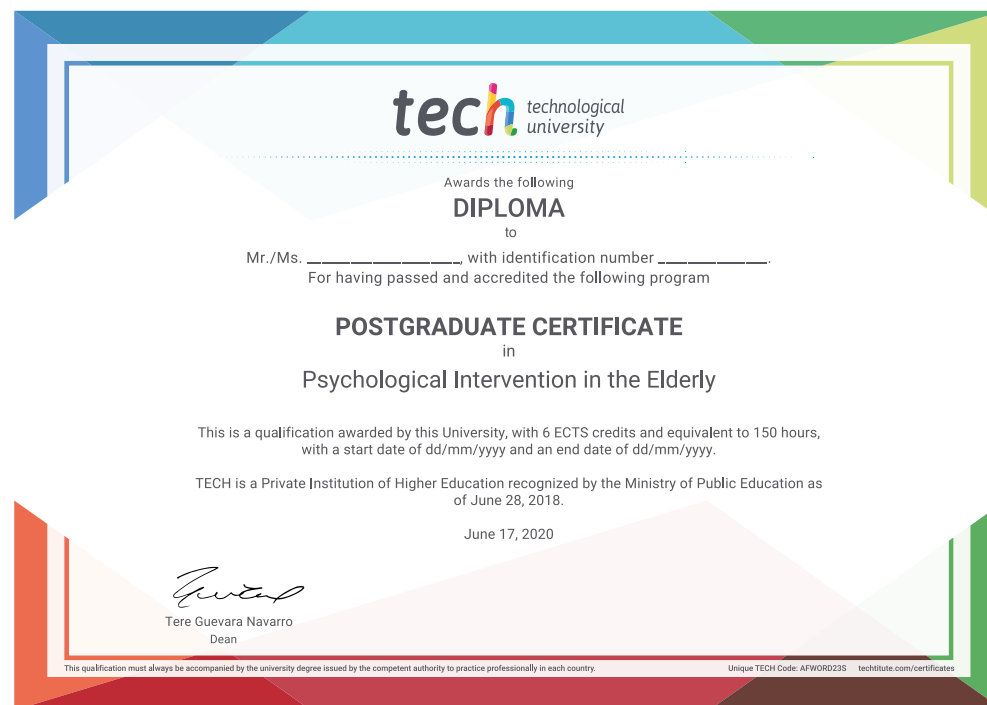 tech technological
university
Awards the following
DIPLOMA
to
Mr./Ms. ____________________, with identification number ______________.
For having passed and accredited the following program
POSTGRADUATE CERTIFICATE
in
Psychological Intervention in the Elderly
This is a qualification awarded by this University, with 6 ECTS credits and equivalent to 150 hours,
with a start date of dd/mm/yyyy and an end date of dd/mm/yyyy.
TECH is a Private Institution of Higher Education recognized by the Ministry of Public Education as
of June 28, 2018.
June 17, 2020
Tere Guevara Navarro
Dean
This qualification must always be accompanied by the university degree issued by the competent authority to practice professionally in each country.
Unique TECH Code: AFWORD23S techtitute.com/certificates